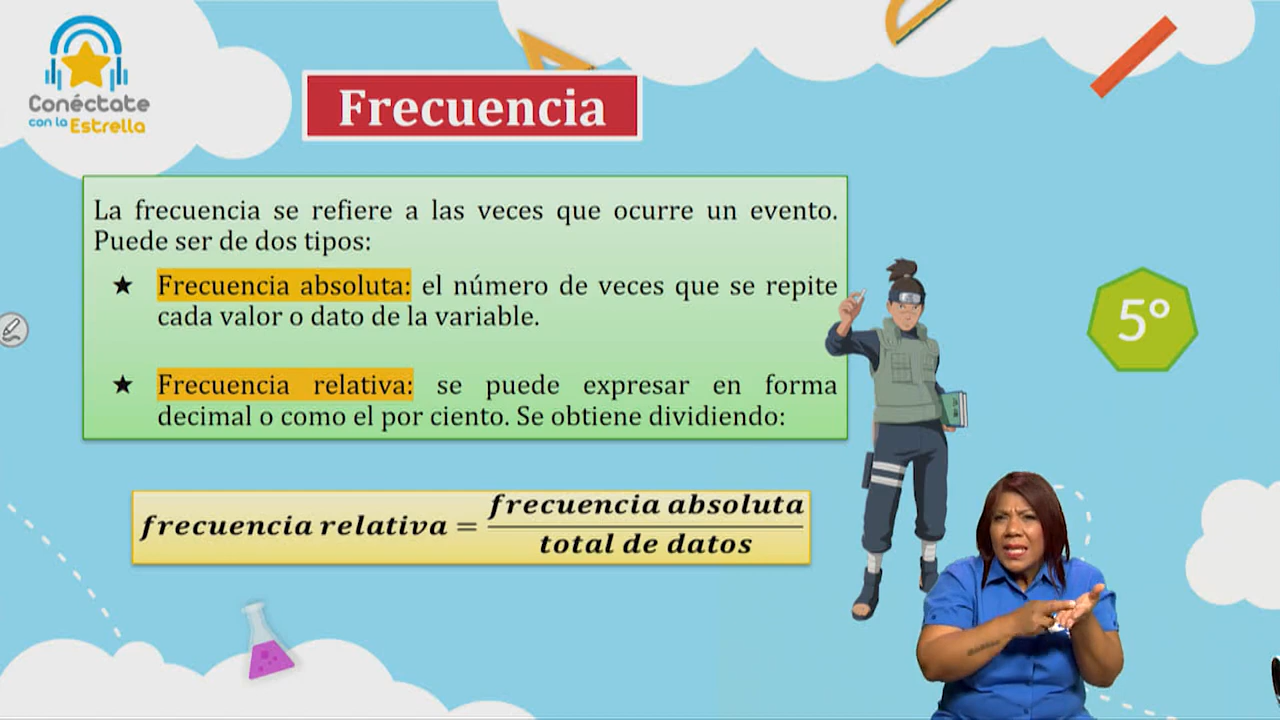 Conéctate
con la Estrella
Frecuencia
La frecuencia se refiere a las veces que ocurre un evento.
Puede ser de dos tipos:
★ Frecuencia absoluta: el número de veces que se repite
cada valor o dato de la variable.
★ Frecuencia relativa: se puede expresar en forma
decimal o como el por ciento. Se obtiene dividiendo:
frecuencia relativa = frecuencia absoluta
total de datos
5°